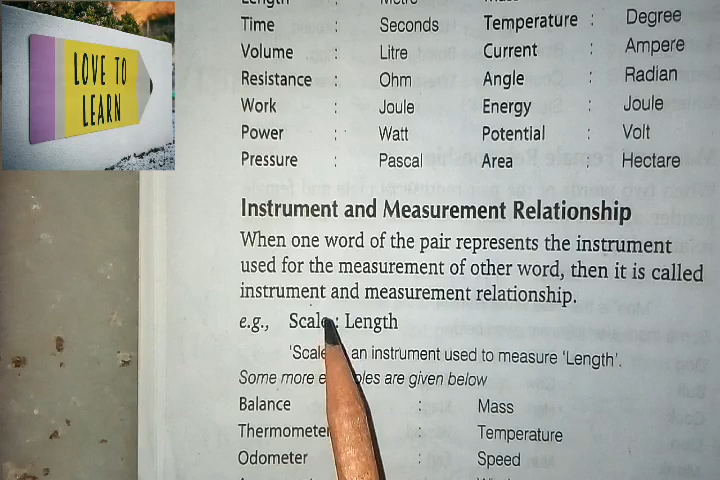 LOVE TO
LEARN
Length : Metre
Time : Seconds Temperature : Degree
Volume : Litre Current : Ampere
Resistance : Ohm Angle : Radian
Work : Joule Energy : Joule
Power : Watt Potential : Volt
Pressure : Pascal Area : Hectare
Instrument and Measurement Relationship
When one word of the pair represents the instrument
used for the measurement of other word, then it is called
instrument and measurement relationship.
e.g., Scale : Length
'Scale an instrument used to measure 'Length'.
Some more are given below
Balance : Mass
Thermometer Temperature
Odometer : Speed